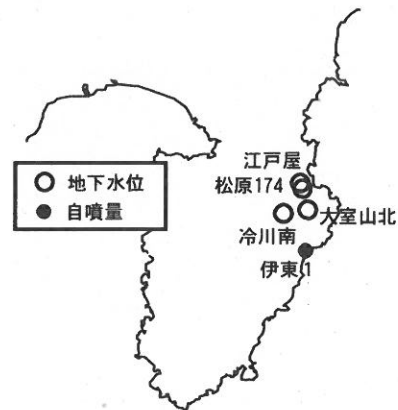 江戸屋
松原174
地下水位
自噴量
大室山北
冷川南
伊東1